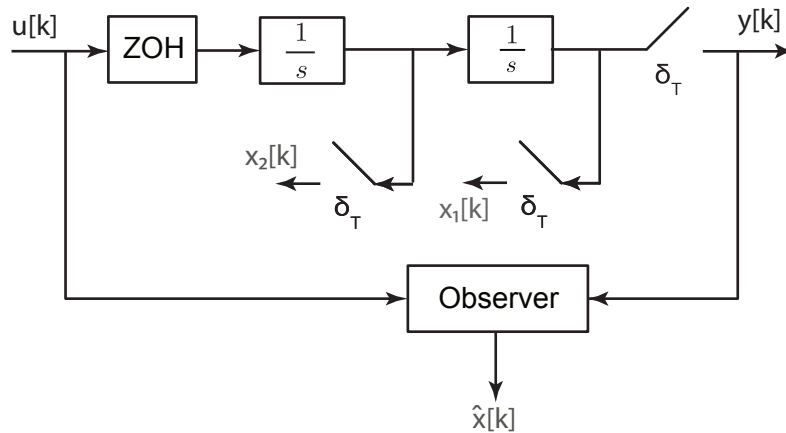 u[k]
ZOH
1
s
1
s
y[k]
δT
x₂[k]
δT
x₁[k]
δT
Observer
x̂[k]